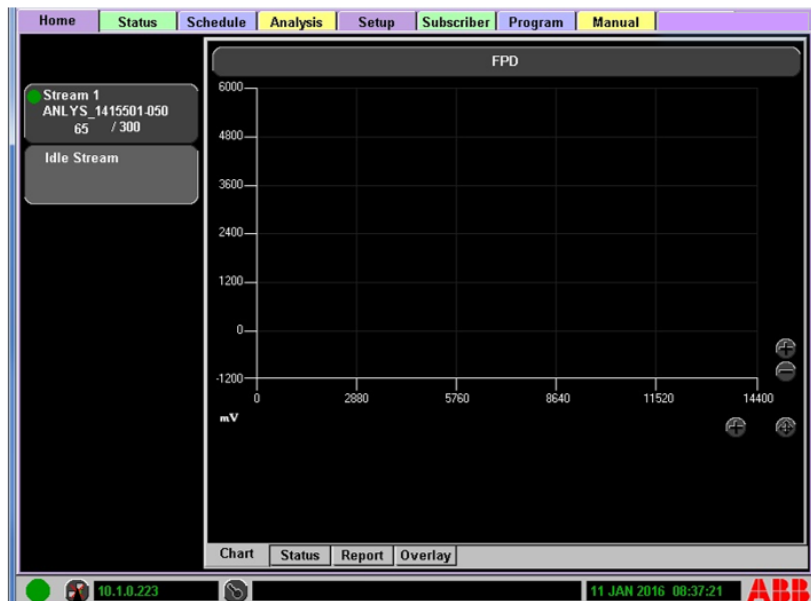 Home Status Schedule Analysis Setup Subscriber Program Manual
Stream 1
ANLYS_1415501-050
65 / 300
Idle Stream
FPD
6000
4800
3600
2400
1200
0
-1200
0 2880 5760 8640 11520 14400
mV
Chart Status Report Overlay
10.1.0.223
11 JAN 2016 08:37:21
ABB